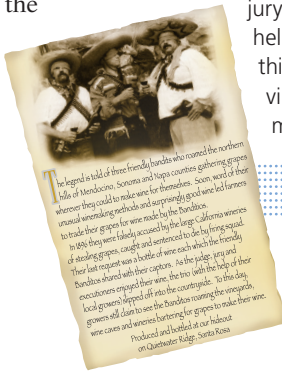 the
jury
hel
thi
vi
m
The legend is told of three friendly bandits who roamed the northern
hills of Mendocino, Sonoma and Napa counties gathering grapes
wherever they could to make wine for themselves. Soon, word of their
unusual winemaking methods and surprisingly good wine led farmers
to trade their grapes for wine made by the Banditos.
In 1896 they were falsely accused by the large California wineries
of stealing grapes, caught and sentenced to die by firing squad.
Their last request was a bottle of wine each which the friendly
Banditos shared with their captors. As the judge, jury and
executioners enjoyed their wine, the trio (with the help of their
local growers) slipped off into the countryside. To this day,
growers still claim to see the Banditos roaming the vineyards,
wine caves and wineries bartering for grapes to make their wine.
Produced and bottled at our hideout
on Quietwater Ridge, Santa Rosa